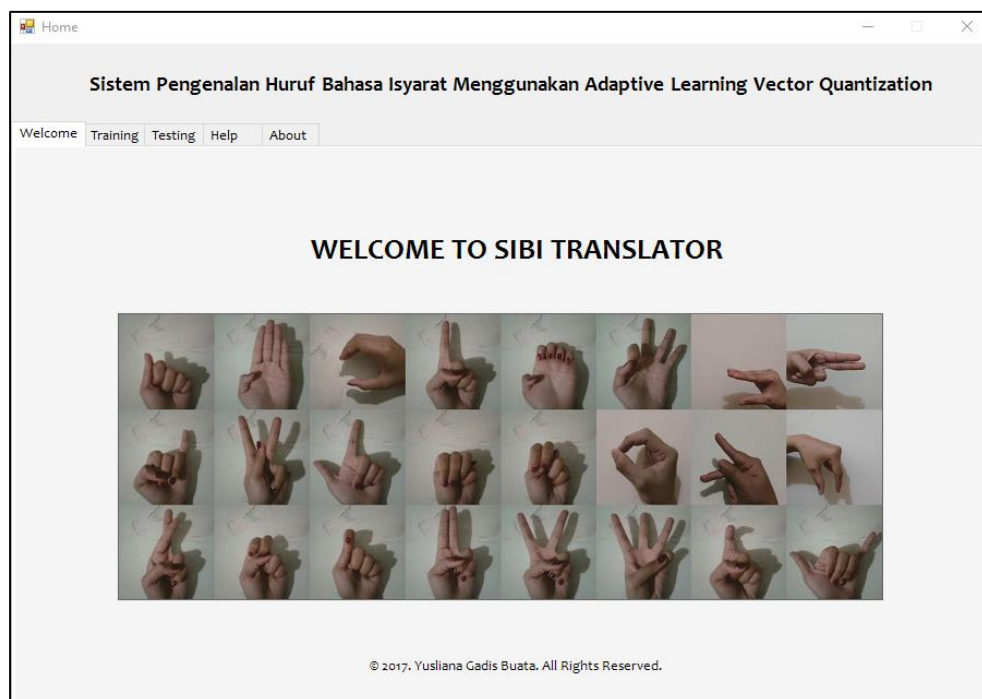 Home
Sistem Pengenalan Huruf Bahasa Isyarat Menggunakan Adaptive Learning Vector Quantization
Welcome Training Testing Help About
WELCOME TO SIBI TRANSLATOR
© 2017. Yusliana Gadis Buata. All Rights Reserved.